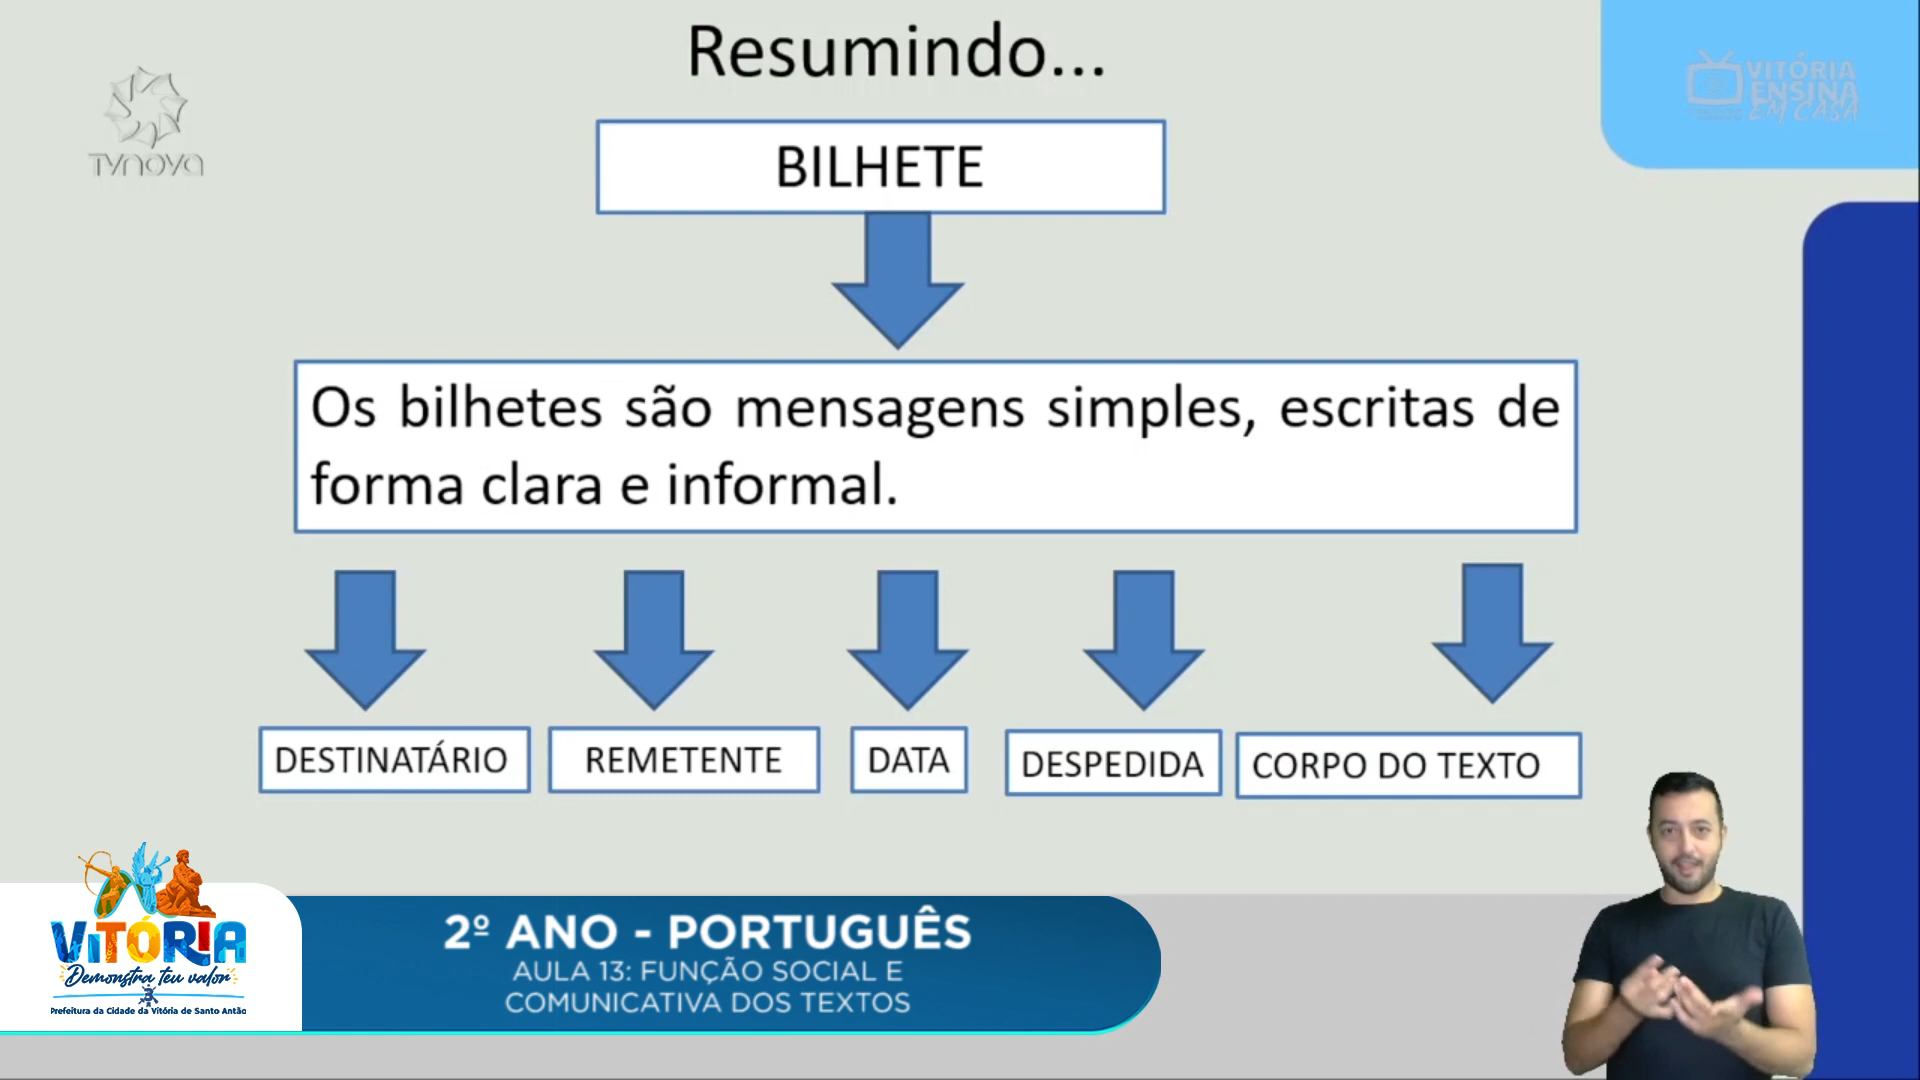 Resumindo...
TVNOVA
VITÓRIA
ENSINA
EM CASA
BILHETE
Os bilhetes são mensagens simples, escritas de
forma clara e informal.
DESTINATÁRIO
REMETENTE
DATA
DESPEDIDA
CORPO DO TEXTO
VITÓRIA
Demonstra teu valor
Prefeitura da Cidade da Vitória de Santo Antão
2º ANO - PORTUGUÊS
AULA 13: FUNÇÃO SOCIAL E
COMUNICATIVA DOS TEXTOS